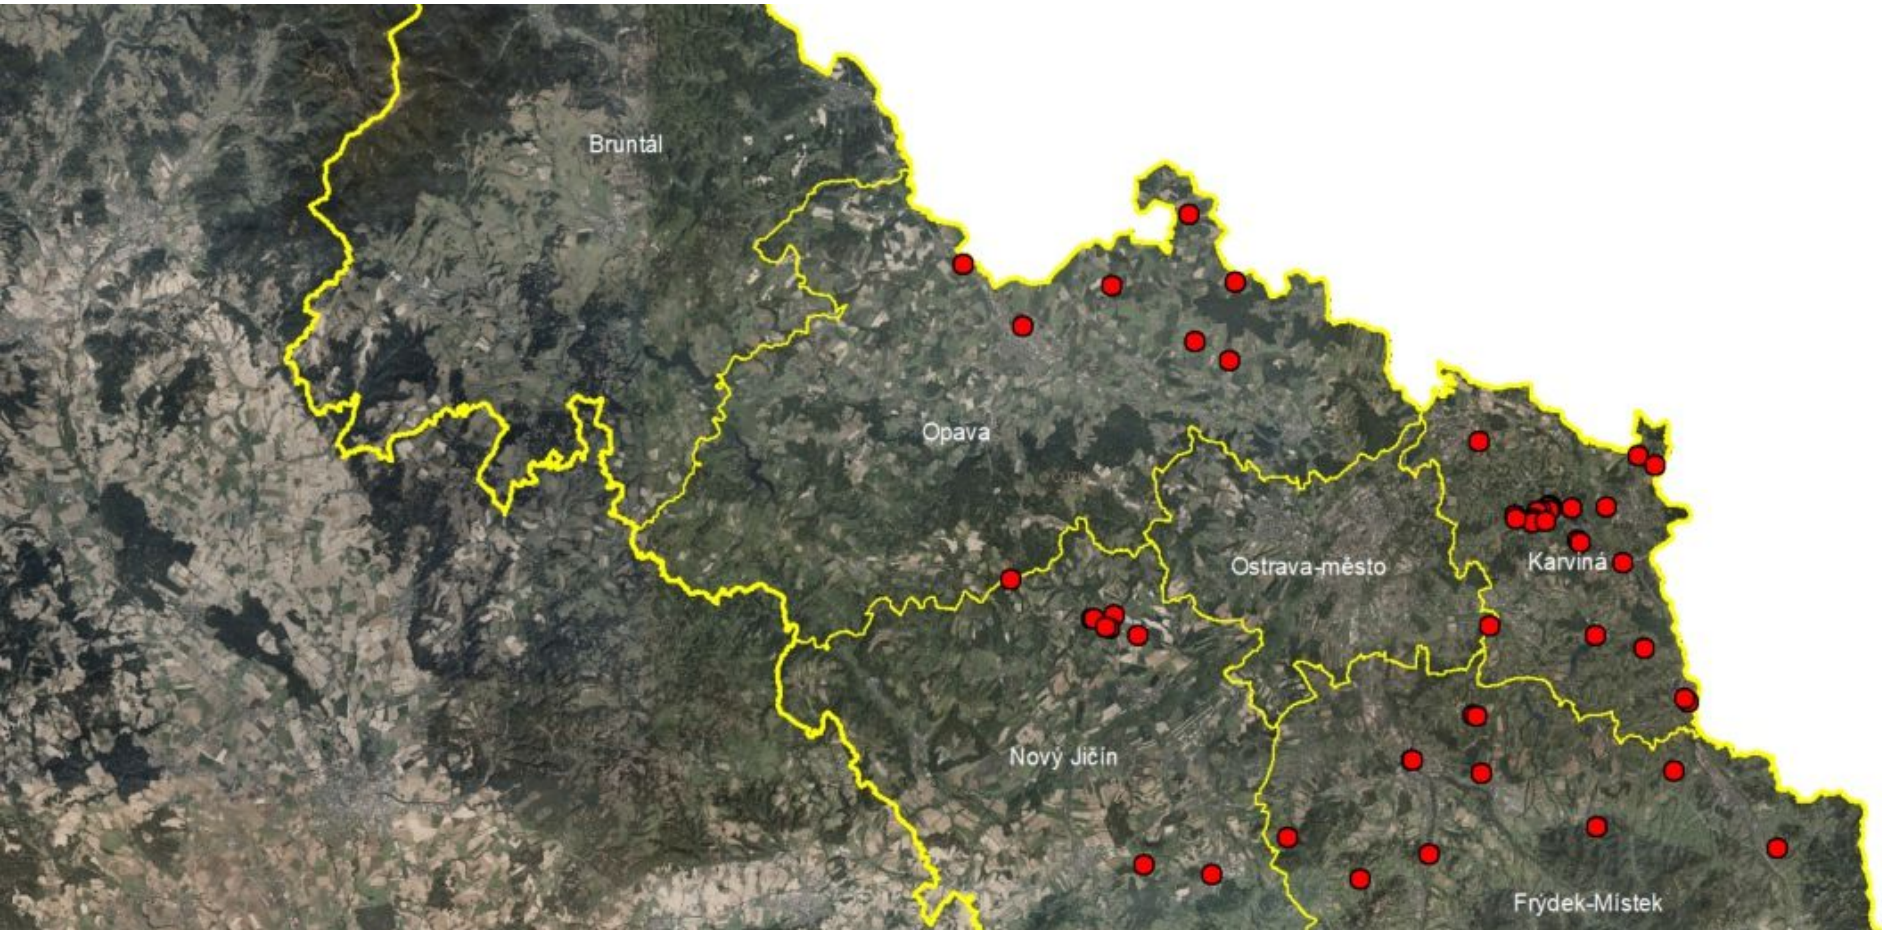 Bruntál
Opava
Ostrava-město
Karviná
Nový Jičín
Frýdek-Místek